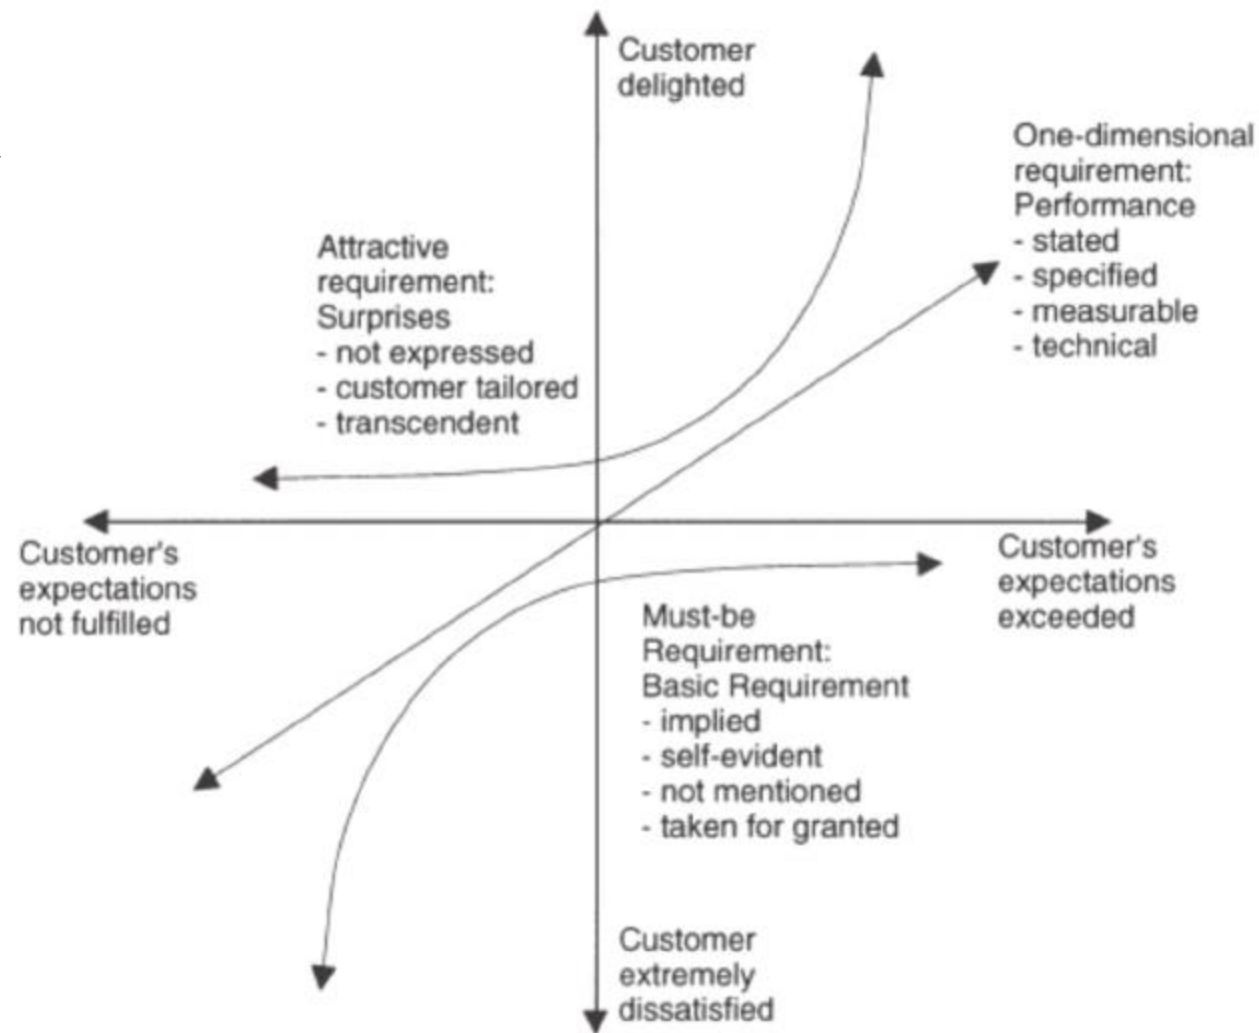 Customer
delighted
One-dimensional
requirement:
Performance
- stated
- specified
- measurable
- technical
Attractive
requirement:
Surprises
- not expressed
- customer tailored
- transcendent
Customer's
expectations
not fulfilled
Customer's
expectations
exceeded
Must-be
Requirement:
Basic Requirement
- implied
- self-evident
- not mentioned
- taken for granted
Customer
extremely
dissatisfied